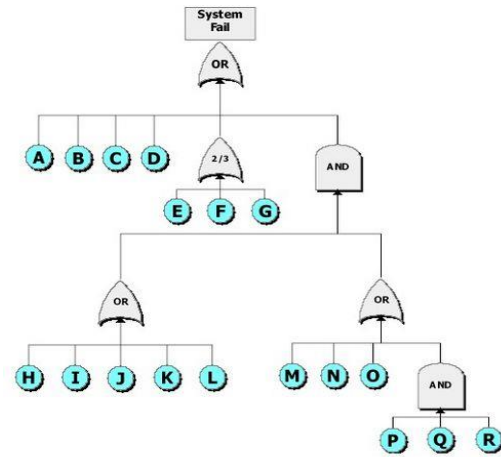 System
Fail
OR
A B C D
2/3
AND
E F G
OR
OR
H I J K L
M N O
AND
P Q R